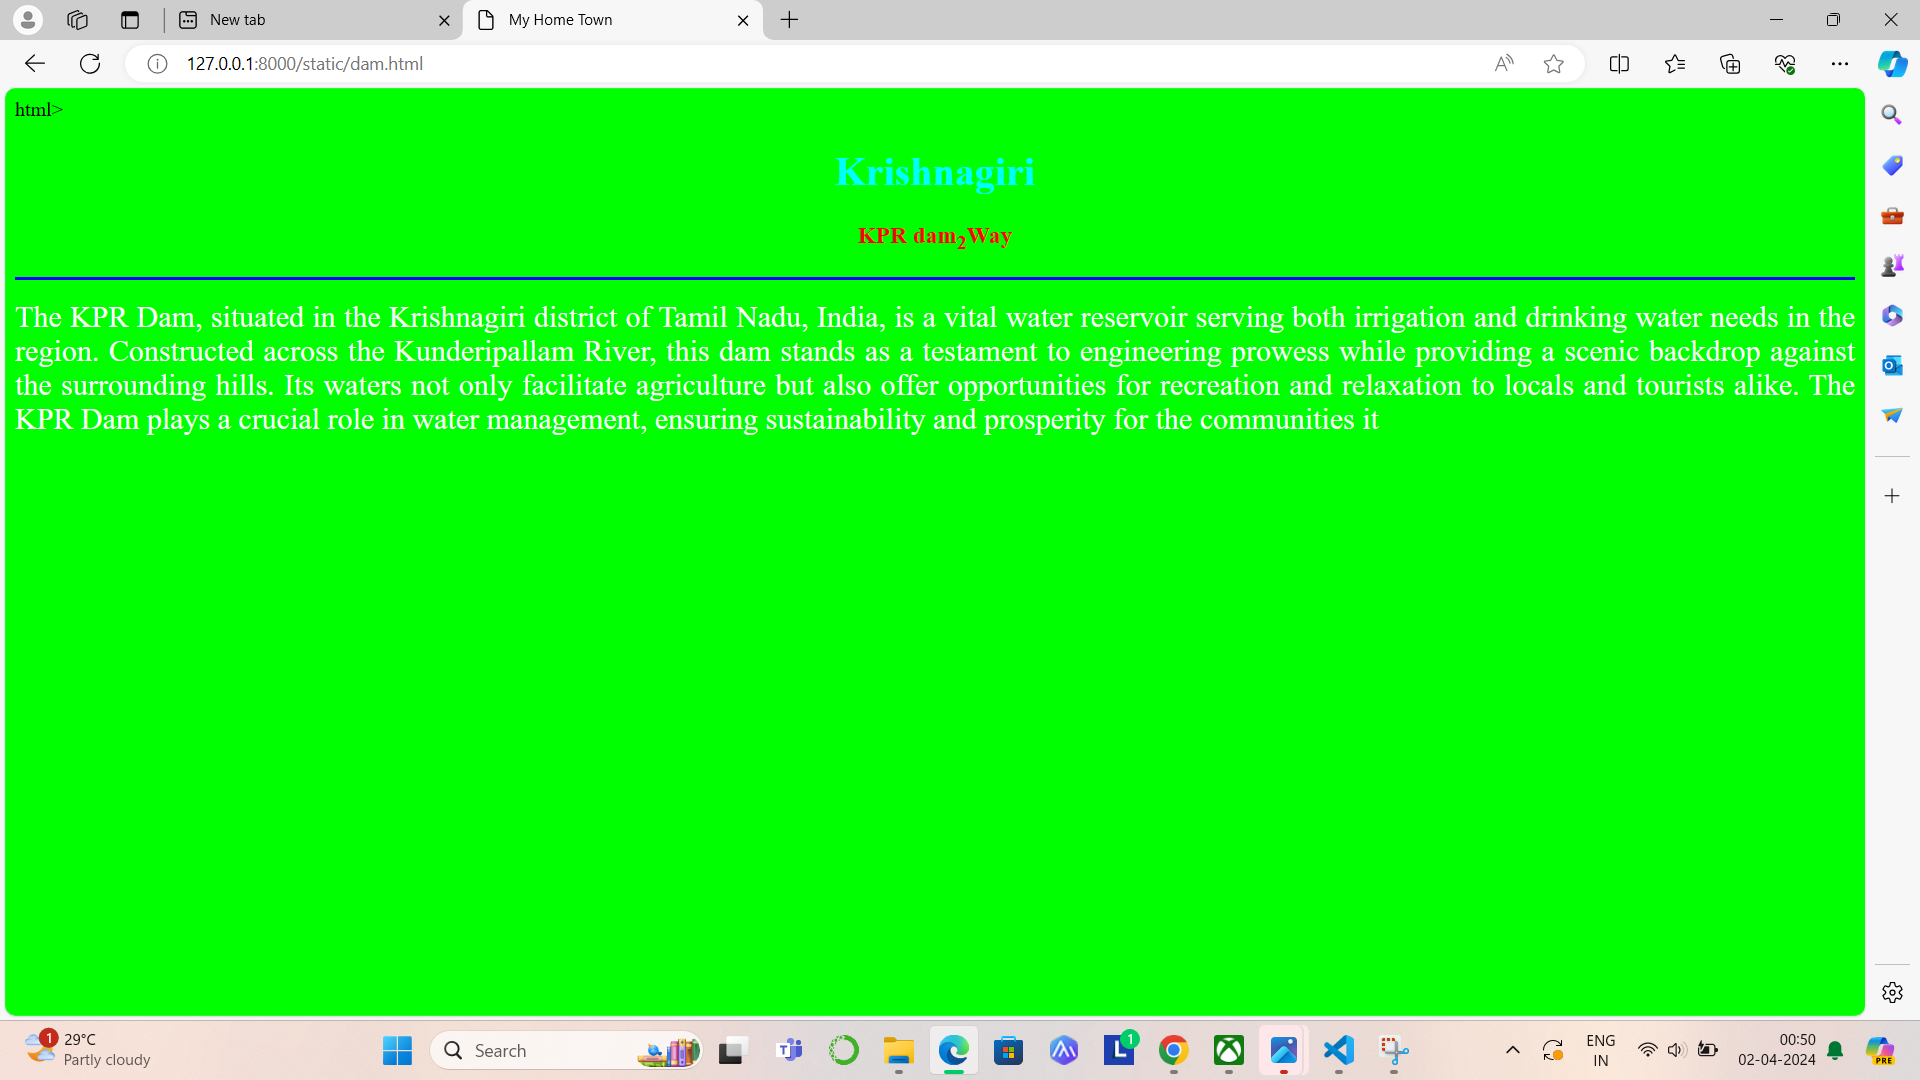 New tab
My Home Town
127.0.0.1:8000/static/dam.html
html>
Krishnagiri
KPR dam2Way
The KPR Dam, situated in the Krishnagiri district of Tamil Nadu, India, is a vital water reservoir serving both irrigation and drinking water needs in the
region. Constructed across the Kunderipallam River, this dam stands as a testament to engineering prowess while providing a scenic backdrop against
the surrounding hills. Its waters not only facilitate agriculture but also offer opportunities for recreation and relaxation to locals and tourists alike. The
KPR Dam plays a crucial role in water management, ensuring sustainability and prosperity for the communities it
1
29°C
Partly cloudy
Search
L
1
ENG
IN
00:50
02-04-2024
PRE